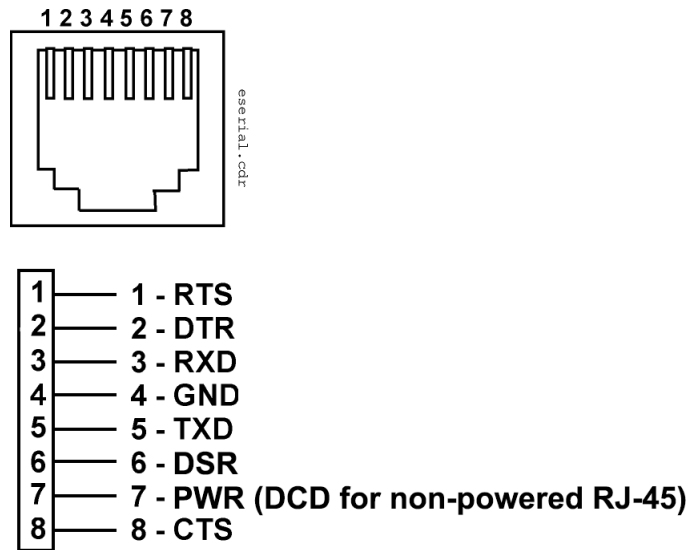 1 2 3 4 5 6 7 8
eserial.cdr
1 1 - RTS
2 2 - DTR
3 3 - RXD
4 4 - GND
5 5 - TXD
6 6 - DSR
7 7 - PWR (DCD for non-powered RJ-45)
8 8 - CTS